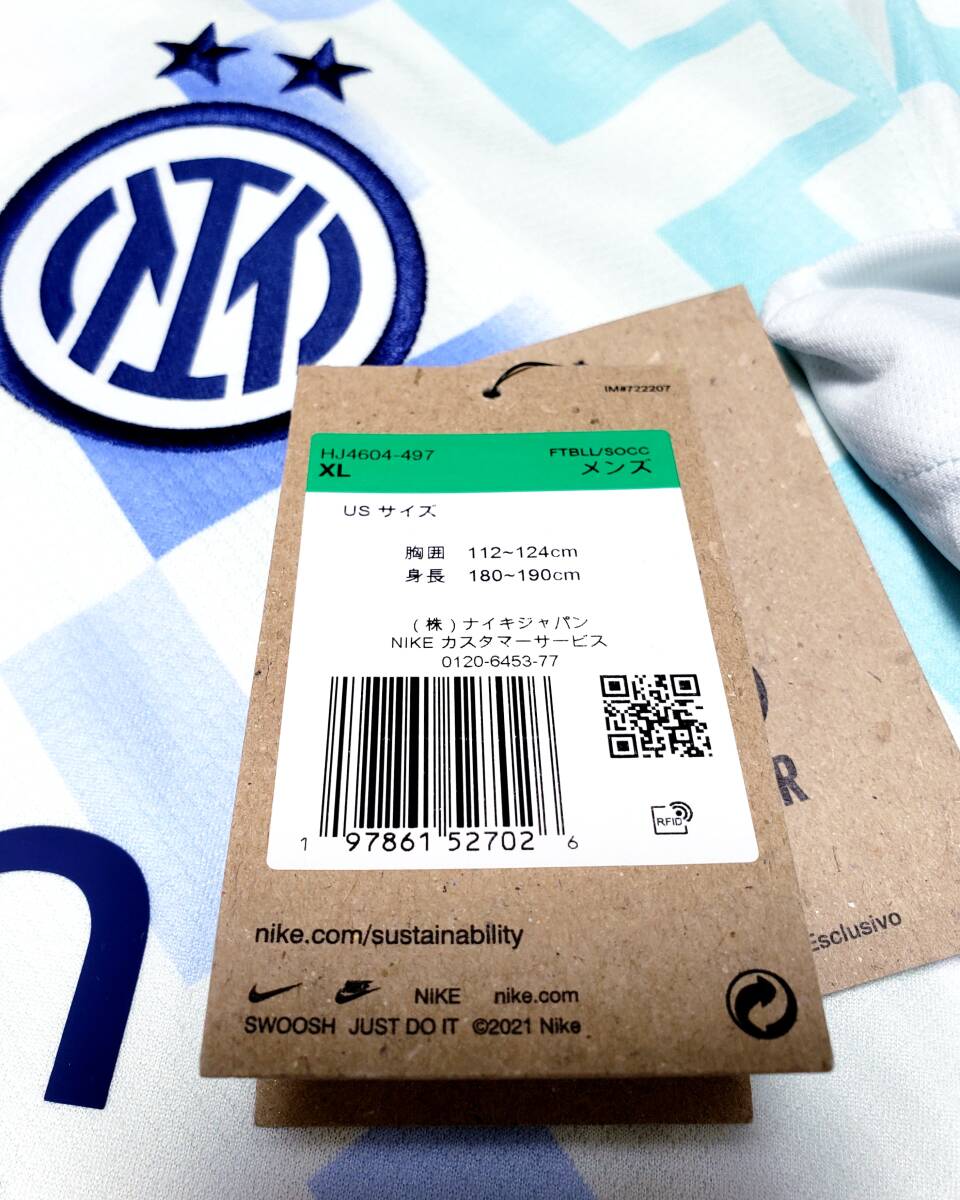 IM#722207
HJ4604-497 FTBLL/SOCC
XL メンズ
US サイズ
胸囲 112~124cm
身長 180~190cm
(株)ナイキジャパン
NIKE カスタマーサービス
0120-6453-77
RFID
1 97861 52702 6
nike.com/sustainability
NIKE nike.com
SWOOSH JUST DO IT ©2021 Nike
R
Esclusivo